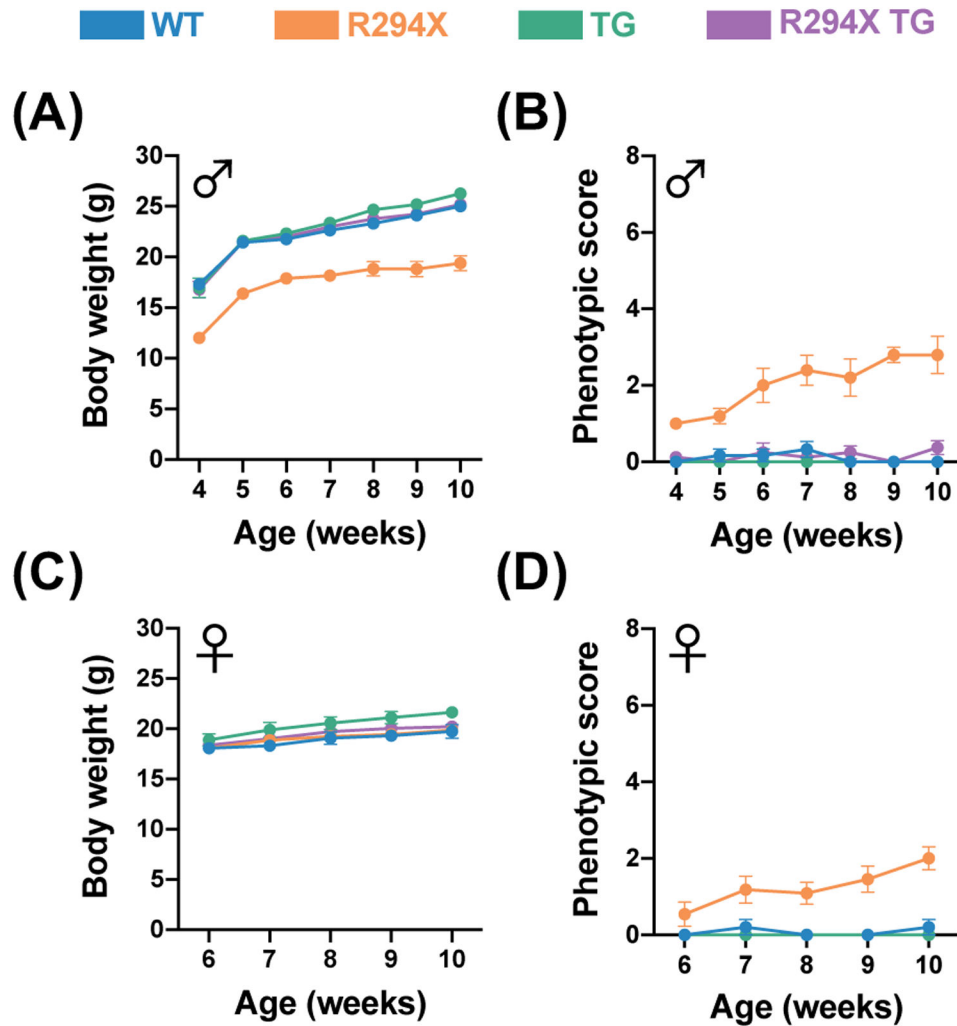 WT R294X TG R294X TG
(A) (B)
♂ ♂
Body weight (g)
30
25
20
15
10
5
0
4 5 6 7 8 9 10
Age (weeks)
Phenotypic score
8
6
4
2
0
4 5 6 7 8 9 10
Age (weeks)
(C) (D)
♀ ♀
Body weight (g)
30
25
20
15
10
5
0
6 7 8 9 10
Age (weeks)
Phenotypic score
8
6
4
2
0
6 7 8 9 10
Age (weeks)